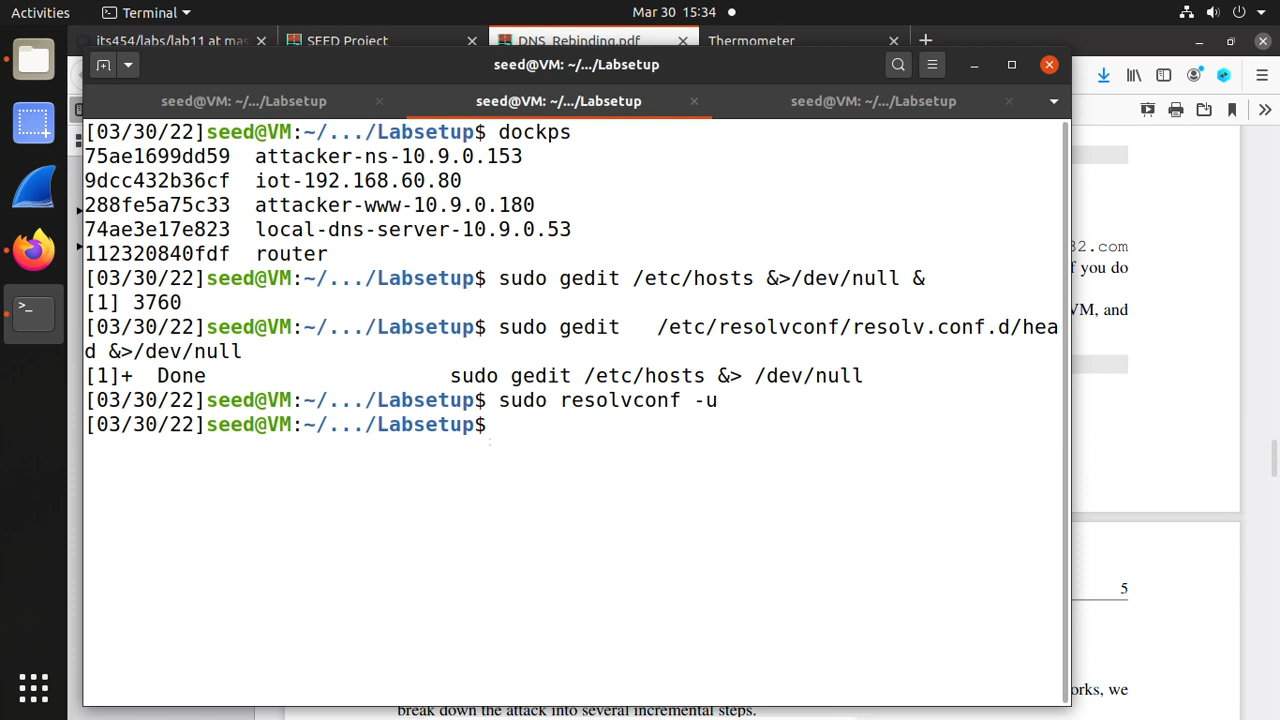 Activities Terminal Mar 30 15:34
its454/labs/lab11 at mas SEED Project DNS_Rebinding.pdf Thermometer
seed@VM: ~/.../Labsetup
seed@VM: ~/.../Labsetup seed@VM: ~/.../Labsetup seed@VM: ~/.../Labsetup
[03/30/22]seed@VM:~/.../Labsetup$ dockps
75ae1699dd59  attacker-ns-10.9.0.153
9dcc432b36cf  iot-192.168.60.80
288fe5a75c33  attacker-www-10.9.0.180
74ae3e17e823  local-dns-server-10.9.0.53
112320840fdf  router
[03/30/22]seed@VM:~/.../Labsetup$ sudo gedit /etc/hosts &>/dev/null &
[1] 3760
[03/30/22]seed@VM:~/.../Labsetup$ sudo gedit   /etc/resolvconf/resolv.conf.d/hea
d &>/dev/null
[1]+  Done                    sudo gedit /etc/hosts &> /dev/null
[03/30/22]seed@VM:~/.../Labsetup$ sudo resolvconf -u
[03/30/22]seed@VM:~/.../Labsetup$
32.com
f you do
VM, and
5
orks, we
break down the attack into several incremental steps.